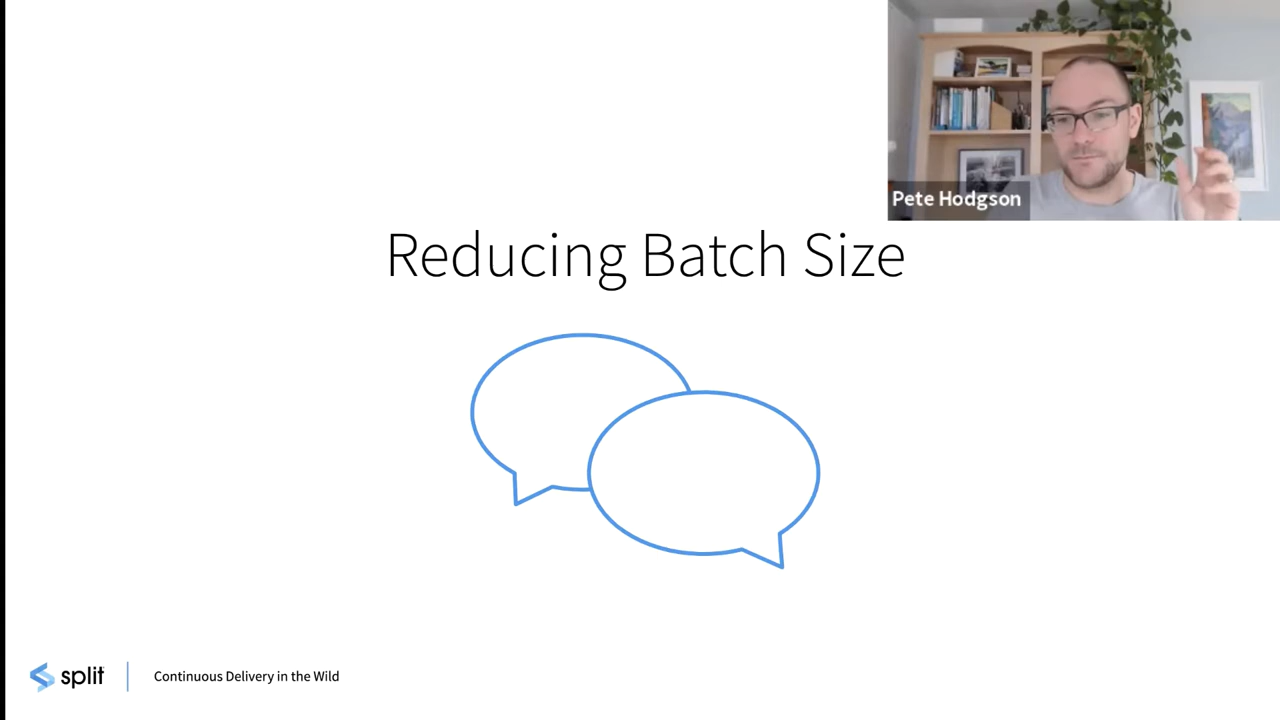 Pete Hodgson
Reducing Batch Size
split
Continuous Delivery in the Wild